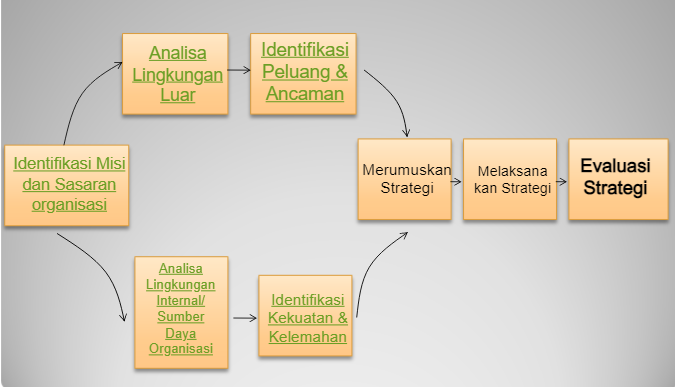 Analisa
Lingkungan
Luar
Identifikasi
Peluang &
Ancaman
Identifikasi Misi
dan Sasaran
organisasi
Merumuskan
Strategi
Melaksana
kan Strategi
Evaluasi
Strategi
Analisa
Lingkungan
Internal/
Sumber
Daya
Organisasi
Identifikasi
Kekuatan &
Kelemahan